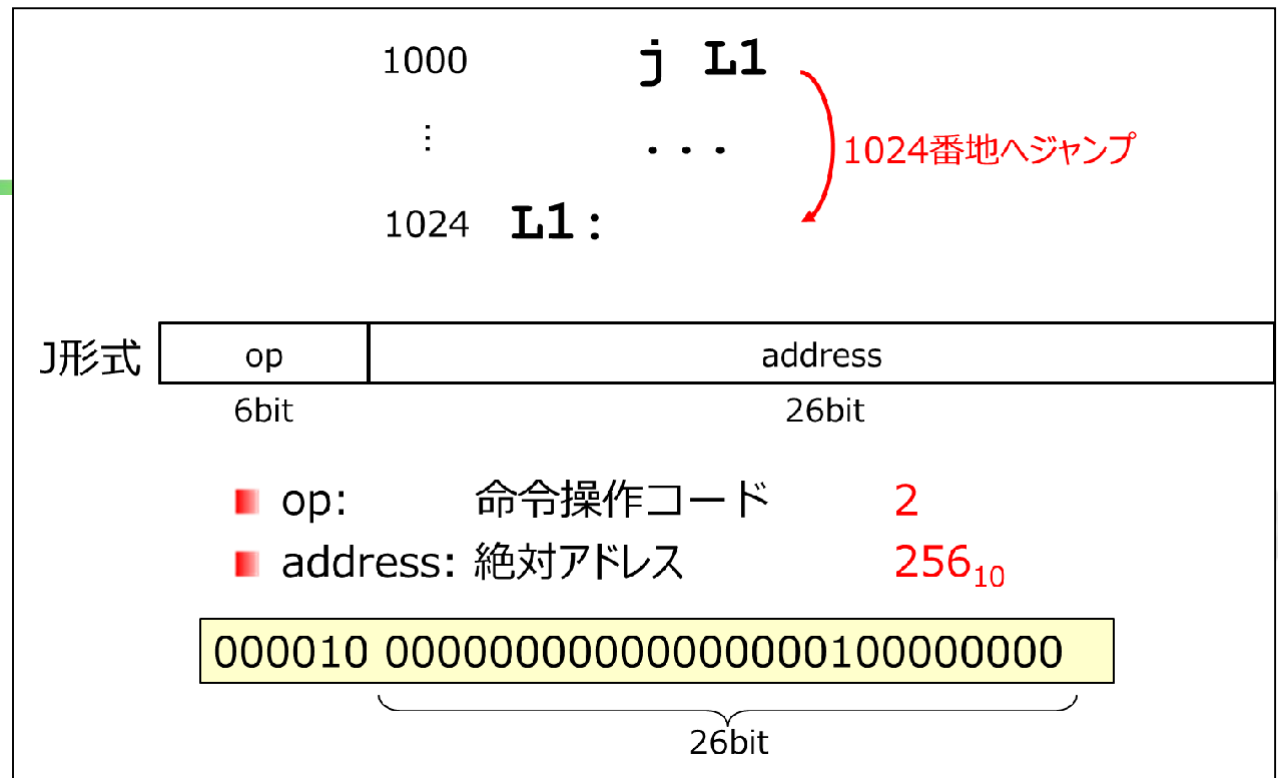 1000 j L1
⋮ ...
1024番地へジャンプ
1024 L1:
J形式 op address
6bit 26bit
op: 命令操作コード 2
address: 絶対アドレス 256₁₀
000010 00000000000000000100000000
26bit